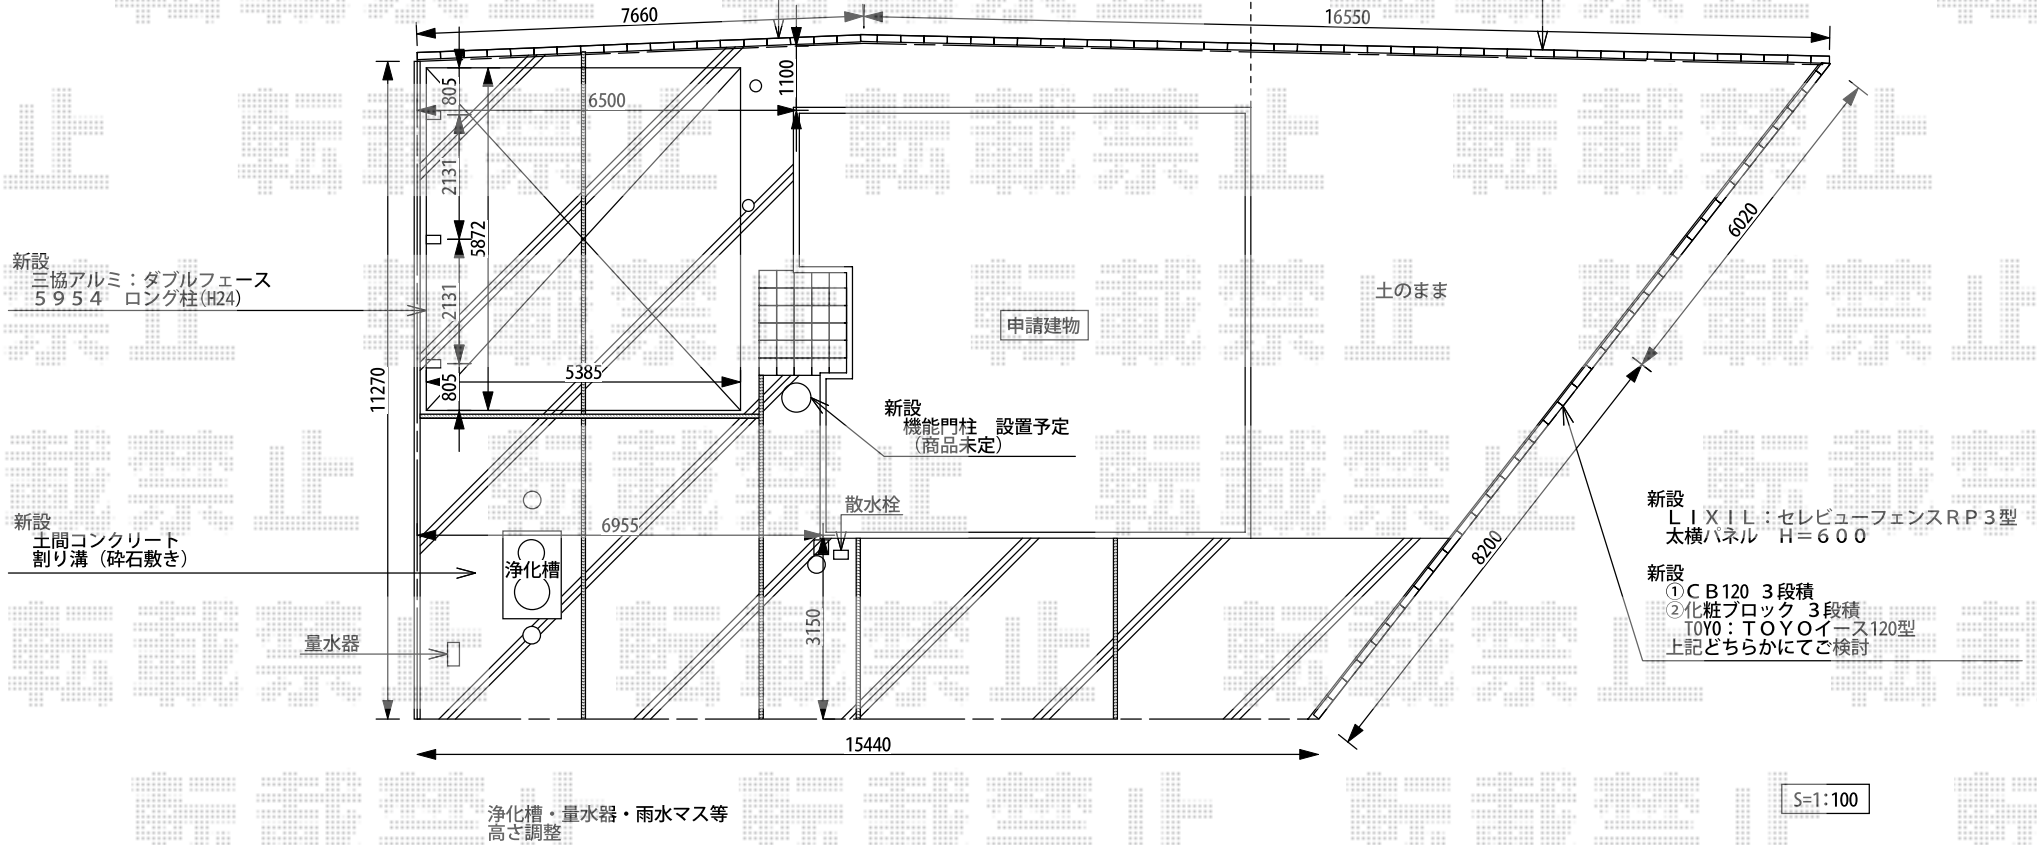 7660
16550
1100
805
6500
2131
5872
6020
新設
三協アルミ：ダブルフェース
５９５４　ロング柱(H24)
2131
土のまま
申請建物
11270
805
5385
新設
機能門柱　設置予定
（商品未定）
散水栓
6955
8200
新設
土間コンクリート
割り溝（砕石敷き）
浄化槽
新設
ＬＩＸＩＬ：セレビューフェンスＲＰ３型
太横パネル　Ｈ＝６００
新設
①ＣＢ120 ３段積
②化粧ブロック ３段積
TOYO：ＴＯＹＯイース120型
上記どちらかにてご検討
量水器
3150
15440
浄化槽・量水器・雨水マス等
高さ調整
S=1:100
転載禁止